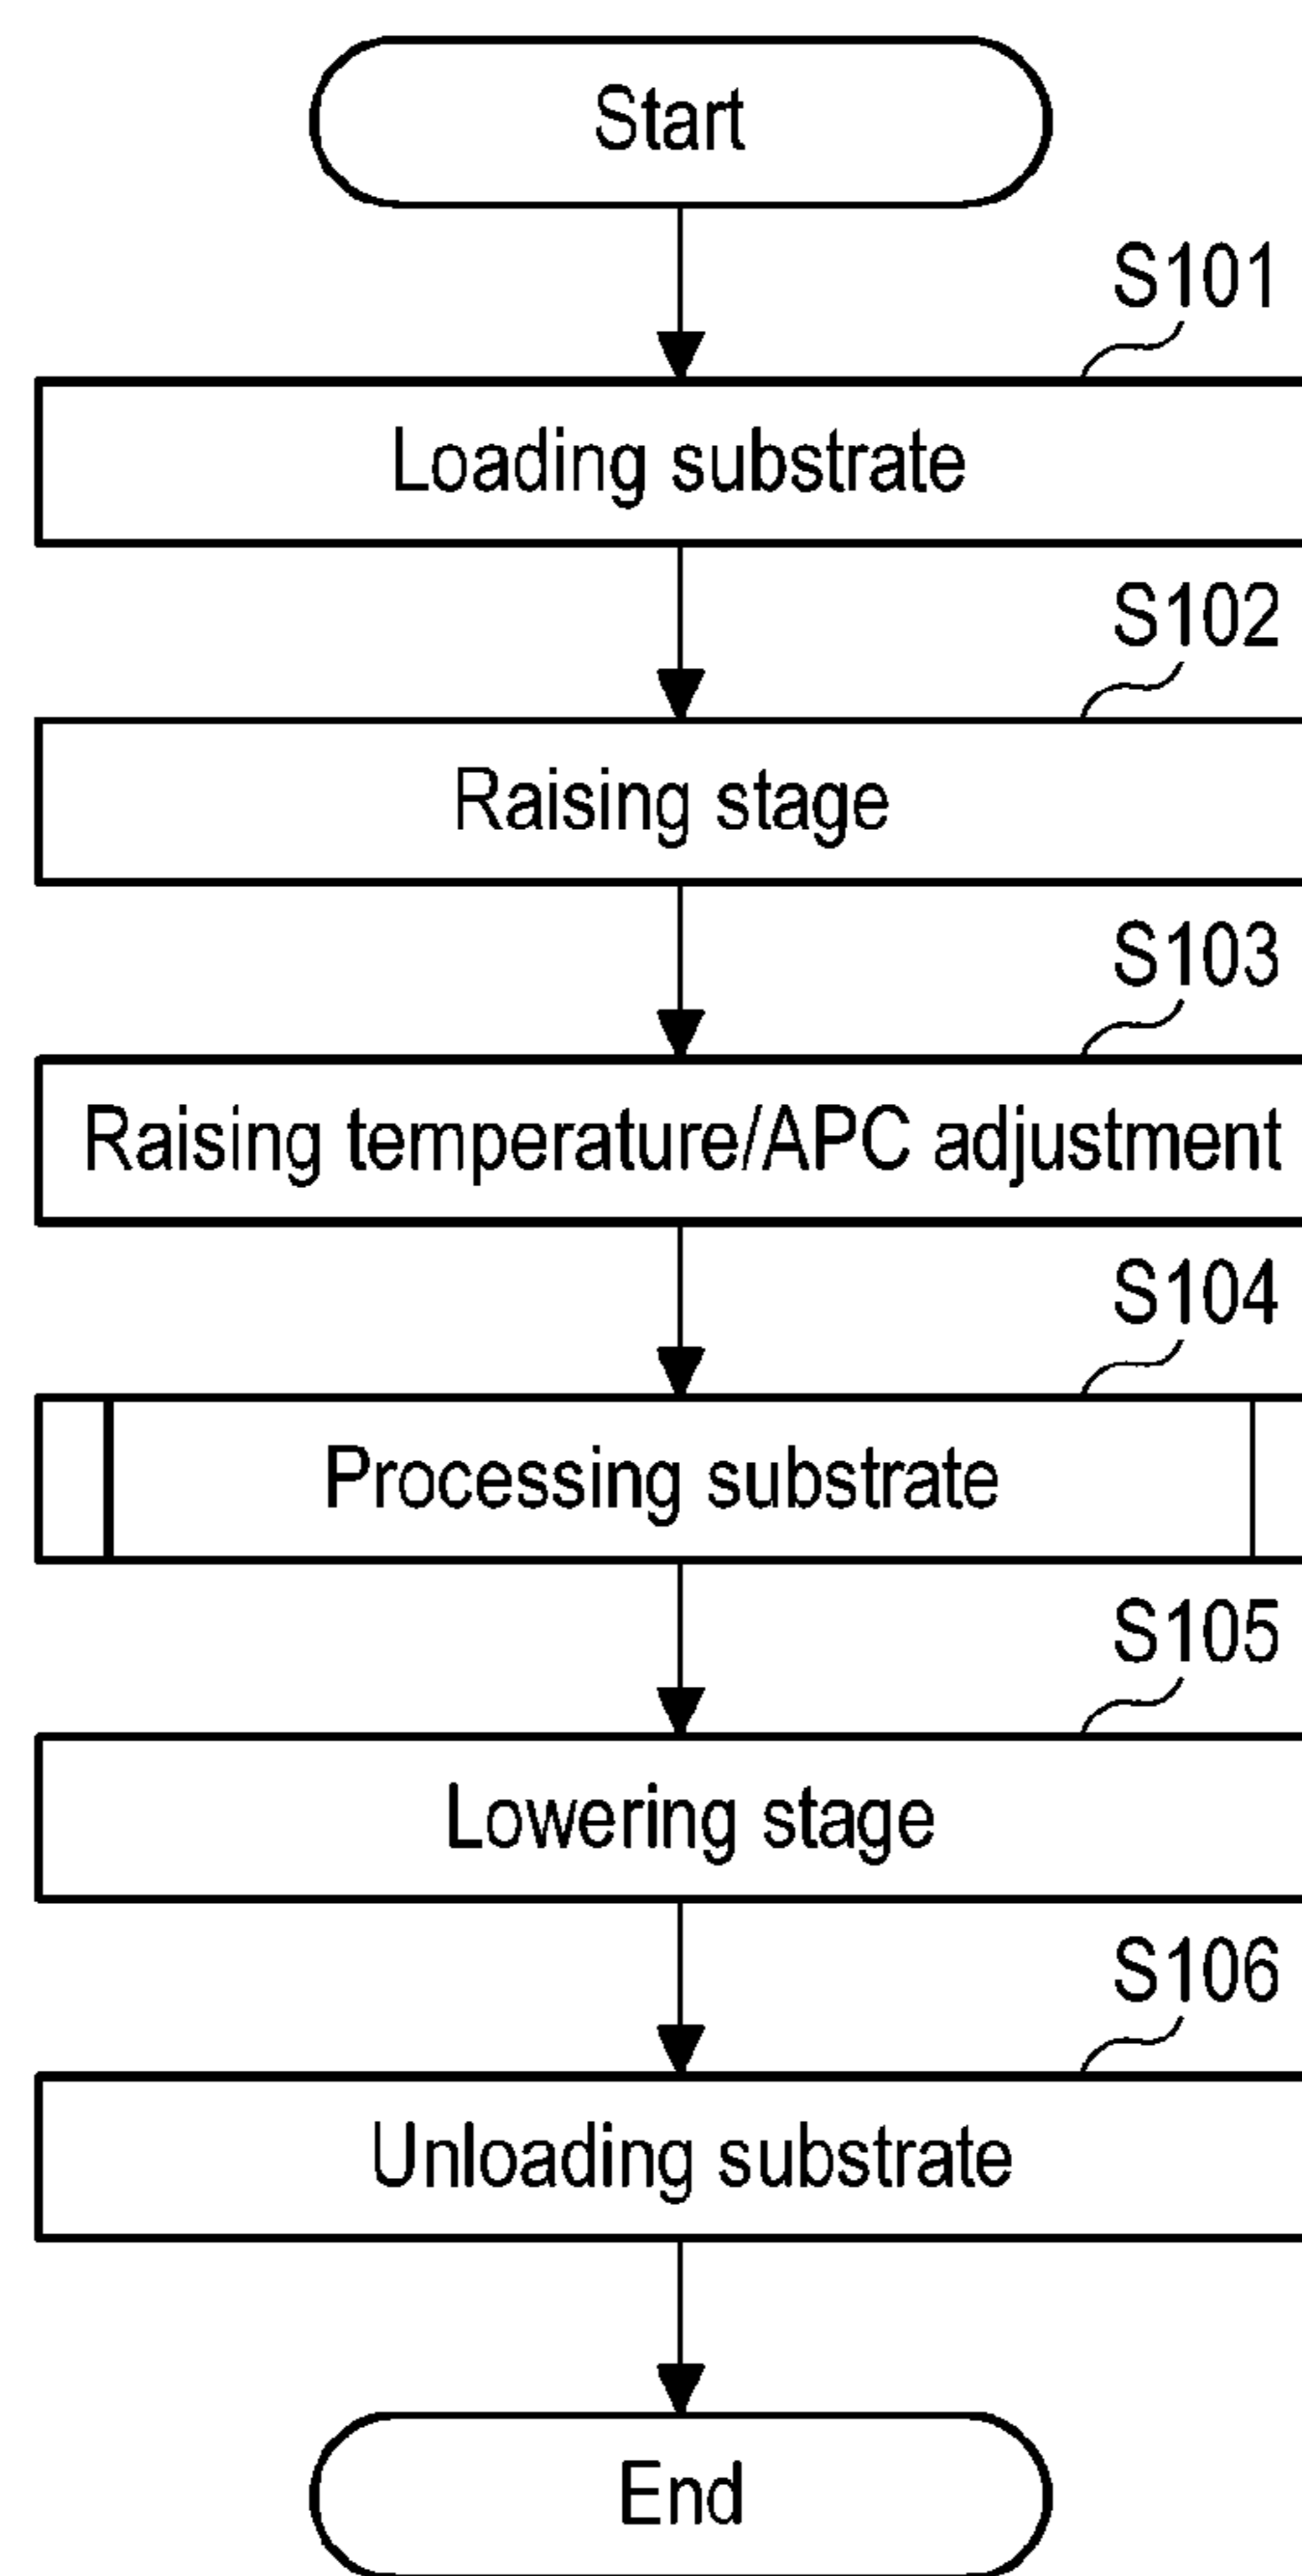 Start
S101
Loading substrate
S102
Raising stage
S103
Raising temperature/APC adjustment
S104
Processing substrate
S105
Lowering stage
S106
Unloading substrate
End